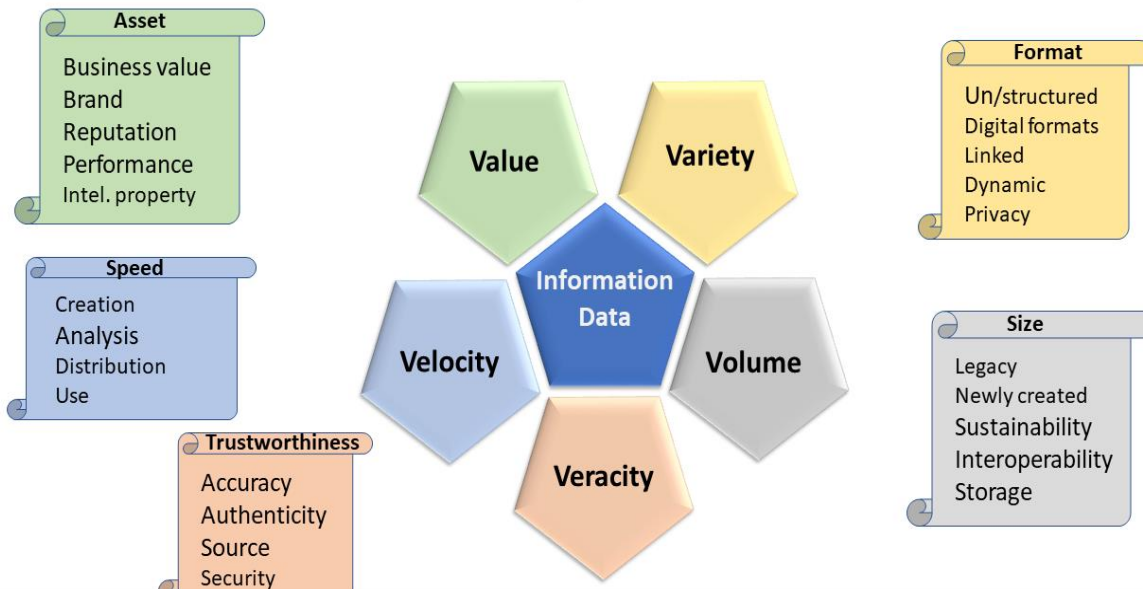 Asset
Business value
Brand
Reputation
Performance
Intel. property
Speed
Creation
Analysis
Distribution
Use
Trustworthiness
Accuracy
Authenticity
Source
Security
Value
Variety
Information
Data
Velocity
Volume
Veracity
Format
Un/structured
Digital formats
Linked
Dynamic
Privacy
Size
Legacy
Newly created
Sustainability
Interoperability
Storage